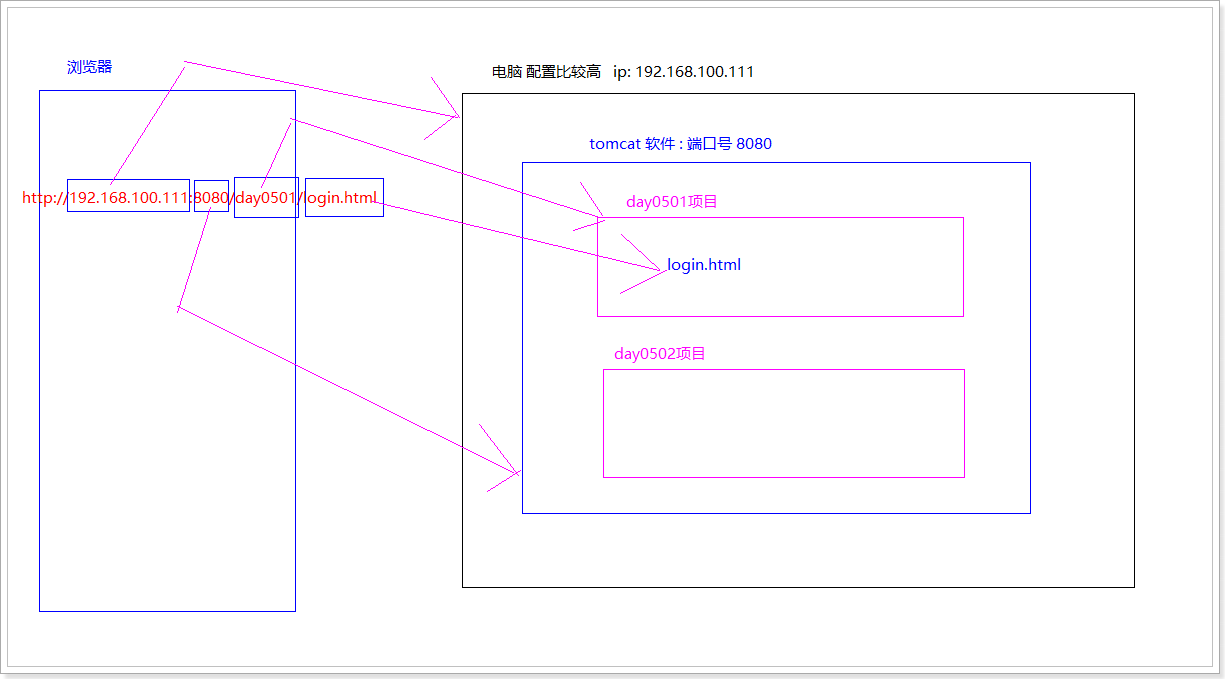 浏览器
电脑 配置比较高 ip: 192.168.100.111
tomcat 软件 : 端口号 8080
http://192.168.100.111:8080/day0501/login.html
day0501项目
login.html
day0502项目